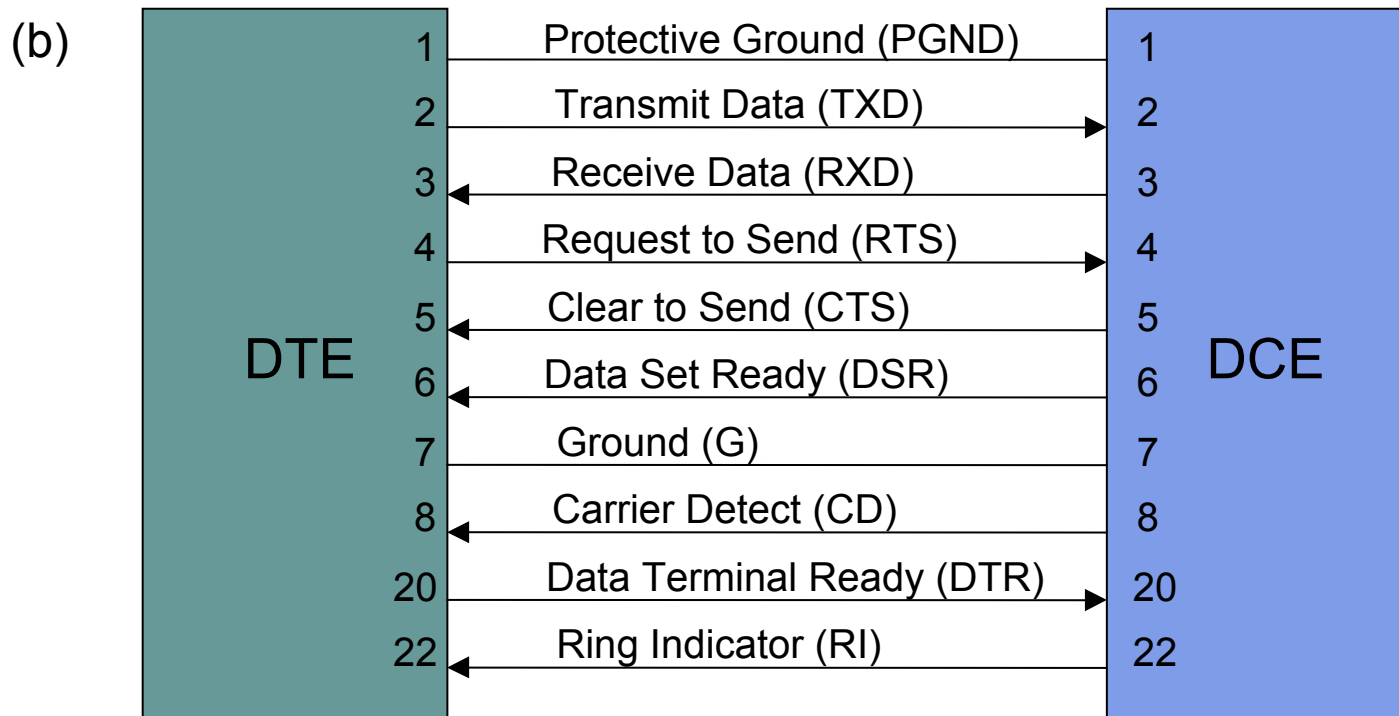 (b)
1 Protective Ground (PGND) 1
2 Transmit Data (TXD) 2
3 Receive Data (RXD) 3
4 Request to Send (RTS) 4
5 Clear to Send (CTS) 5
DTE
DCE
6 Data Set Ready (DSR) 6
7 Ground (G) 7
8 Carrier Detect (CD) 8
20 Data Terminal Ready (DTR) 20
22 Ring Indicator (RI) 22